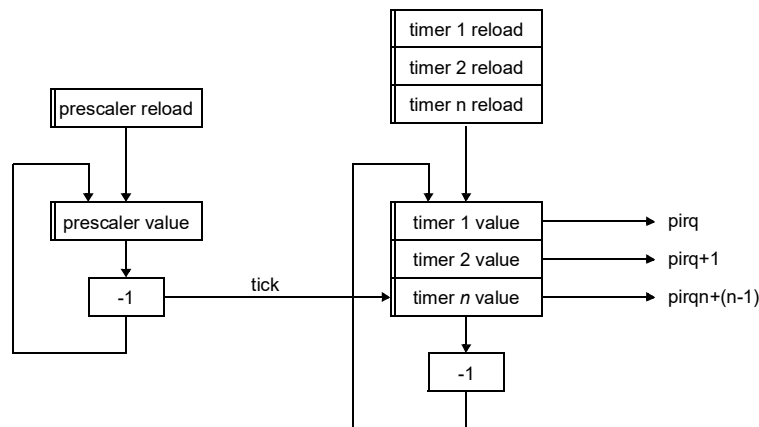 timer 1 reload
timer 2 reload
timer n reload
prescaler reload
prescaler value
-1
tick
timer 1 value
timer 2 value
timer n value
pirq
pirq+1
pirqn+(n-1)
-1